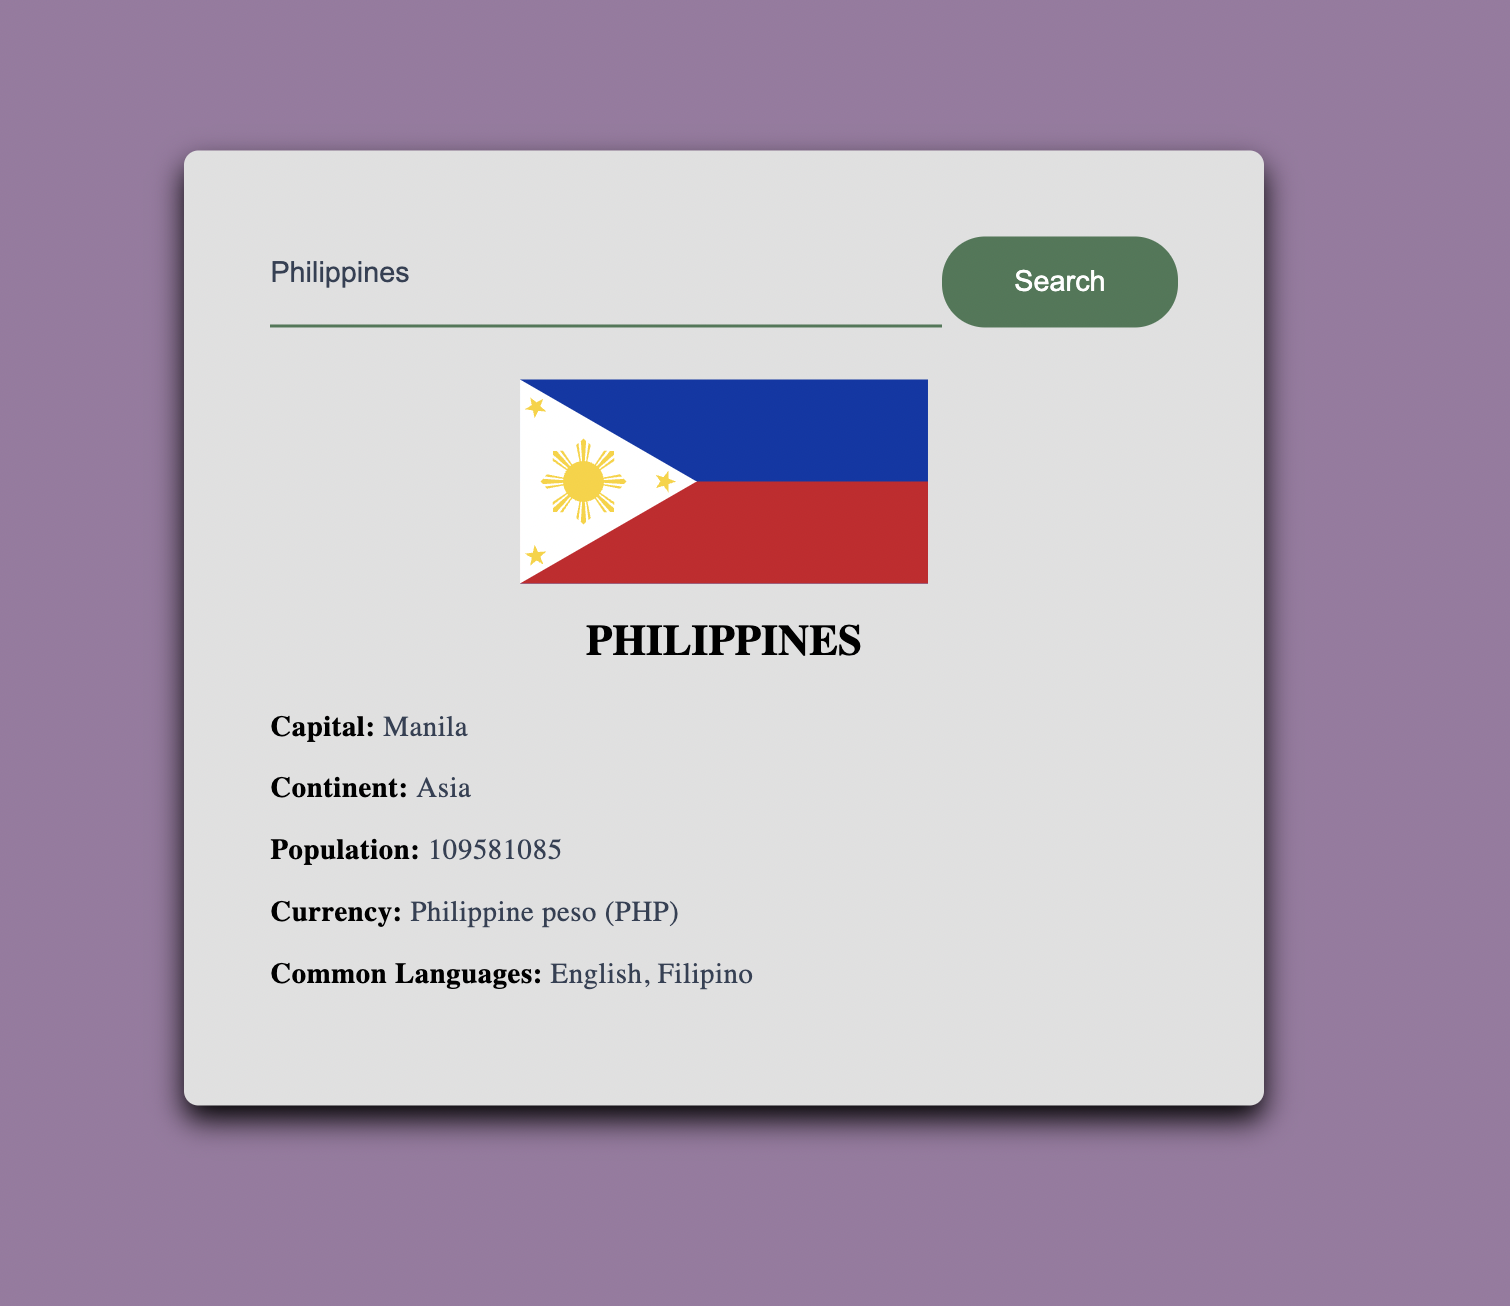 Philippines
Search
PHILIPPINES
Capital: Manila
Continent: Asia
Population: 109581085
Currency: Philippine peso (PHP)
Common Languages: English, Filipino